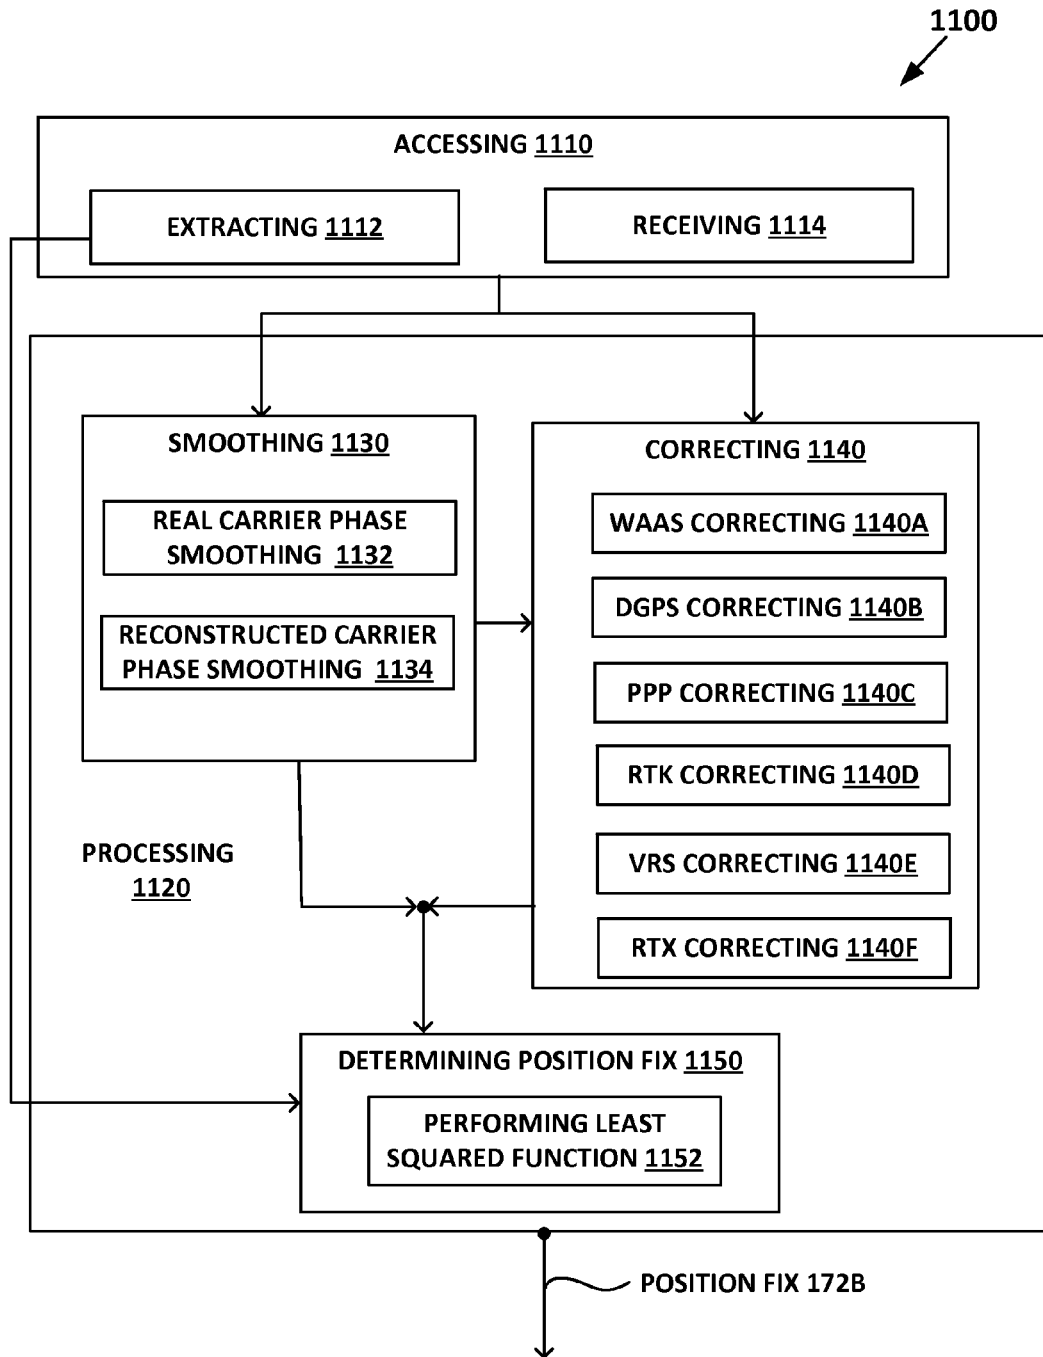 1100
ACCESSING 1110
EXTRACTING 1112
RECEIVING 1114
SMOOTHING 1130
REAL CARRIER PHASE
SMOOTHING 1132
RECONSTRUCTED CARRIER
PHASE SMOOTHING 1134
CORRECTING 1140
WAAS CORRECTING 1140A
DGPS CORRECTING 1140B
PPP CORRECTING 1140C
RTK CORRECTING 1140D
VRS CORRECTING 1140E
RTX CORRECTING 1140F
PROCESSING
1120
DETERMINING POSITION FIX 1150
PERFORMING LEAST
SQUARED FUNCTION 1152
POSITION FIX 172B